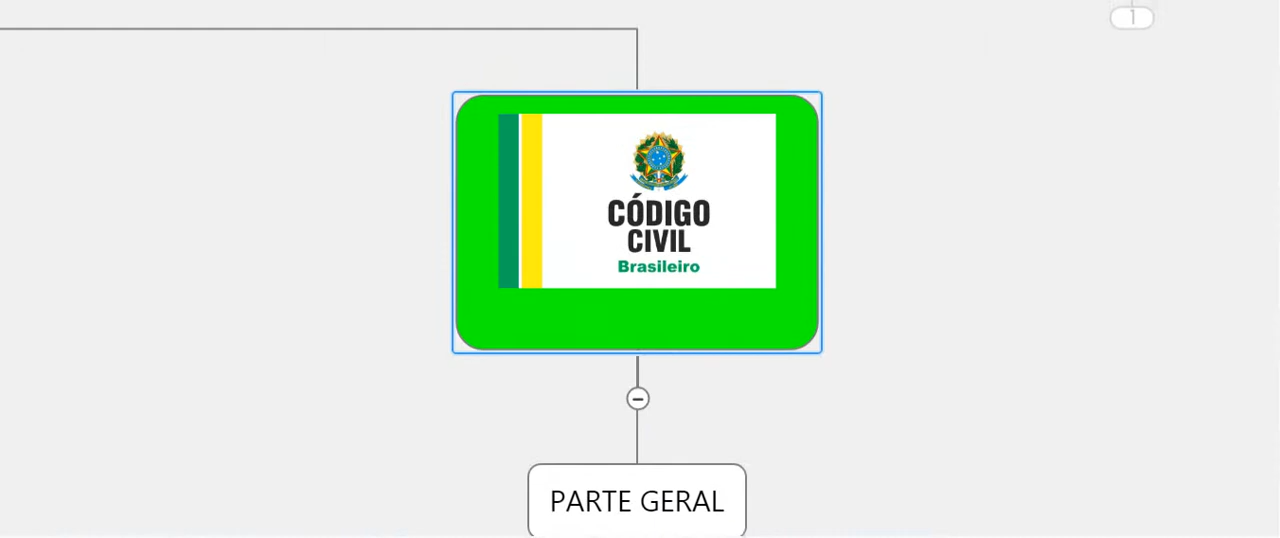 1
CÓDIGO
CIVIL
Brasileiro
PARTE GERAL